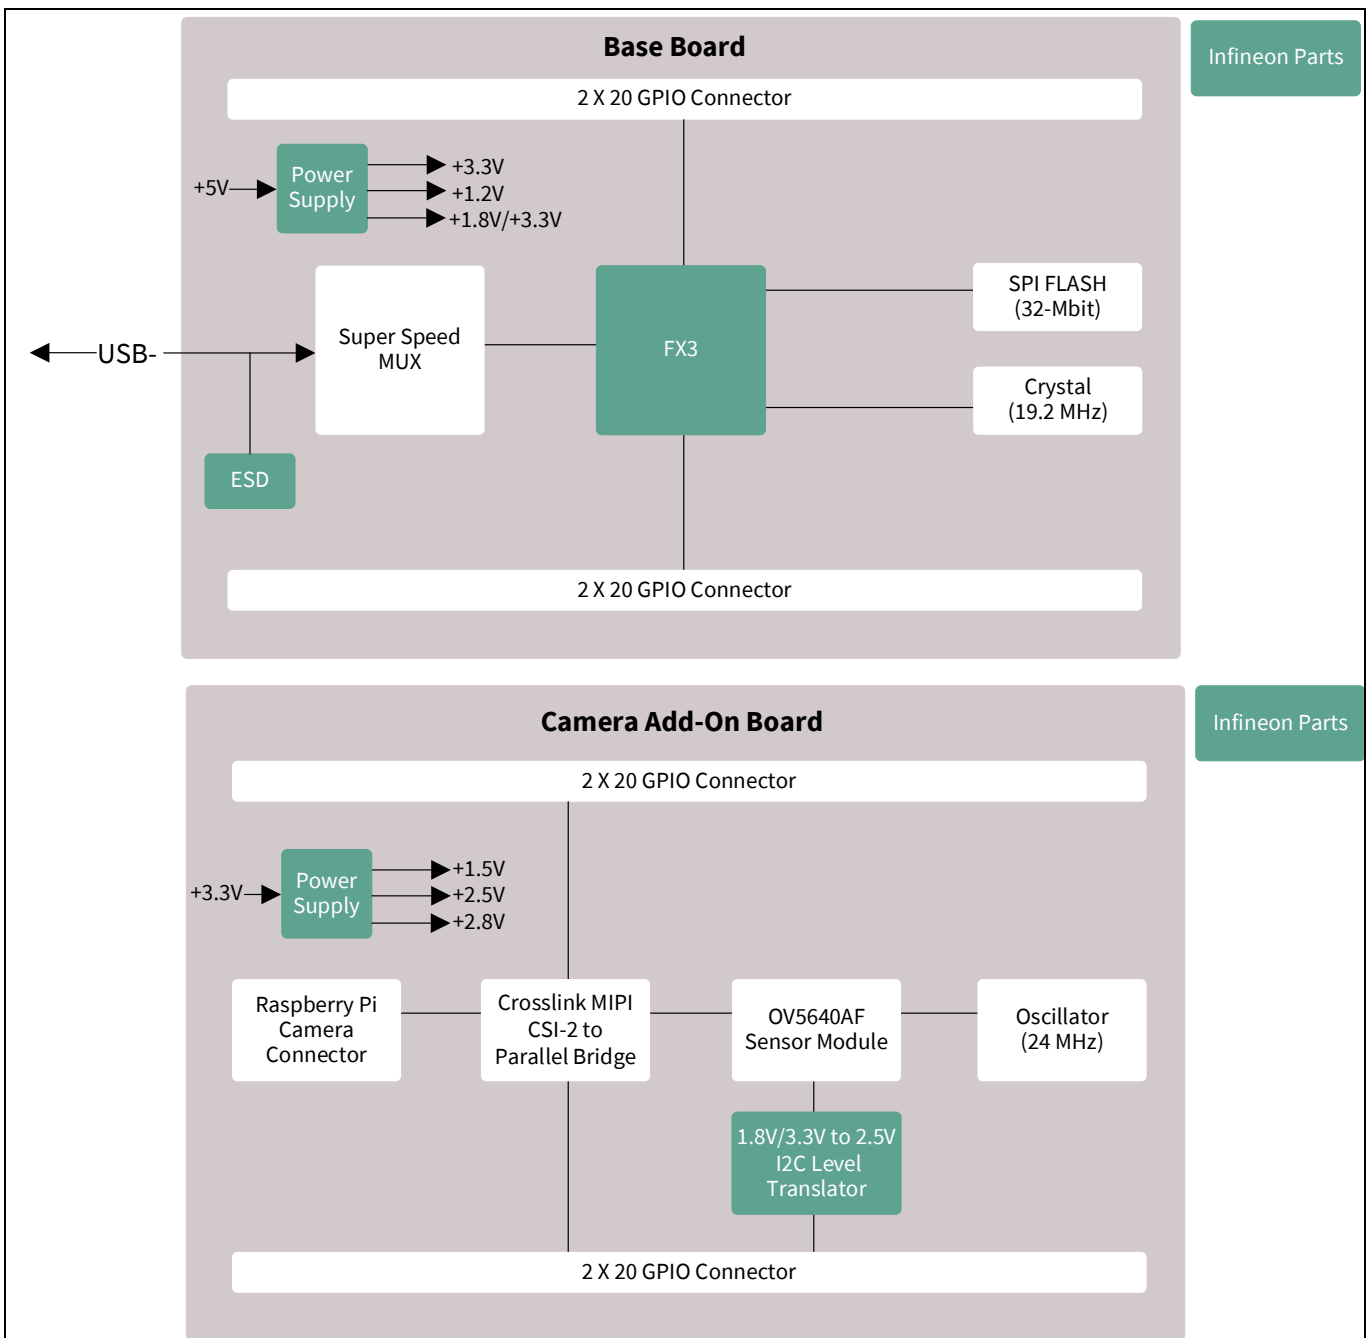 Base Board
Infineon Parts
2 X 20 GPIO Connector
+5V
Power
Supply
+3.3V
+1.2V
+1.8V/+3.3V
USB-
Super Speed
MUX
FX3
SPI FLASH
(32-Mbit)
Crystal
(19.2 MHz)
ESD
2 X 20 GPIO Connector
Camera Add-On Board
Infineon Parts
2 X 20 GPIO Connector
+3.3V
Power
Supply
+1.5V
+2.5V
+2.8V
Raspberry Pi
Camera
Connector
Crosslink MIPI
CSI-2 to
Parallel Bridge
OV5640AF
Sensor Module
Oscillator
(24 MHz)
1.8V/3.3V to 2.5V
I2C Level
Translator
2 X 20 GPIO Connector